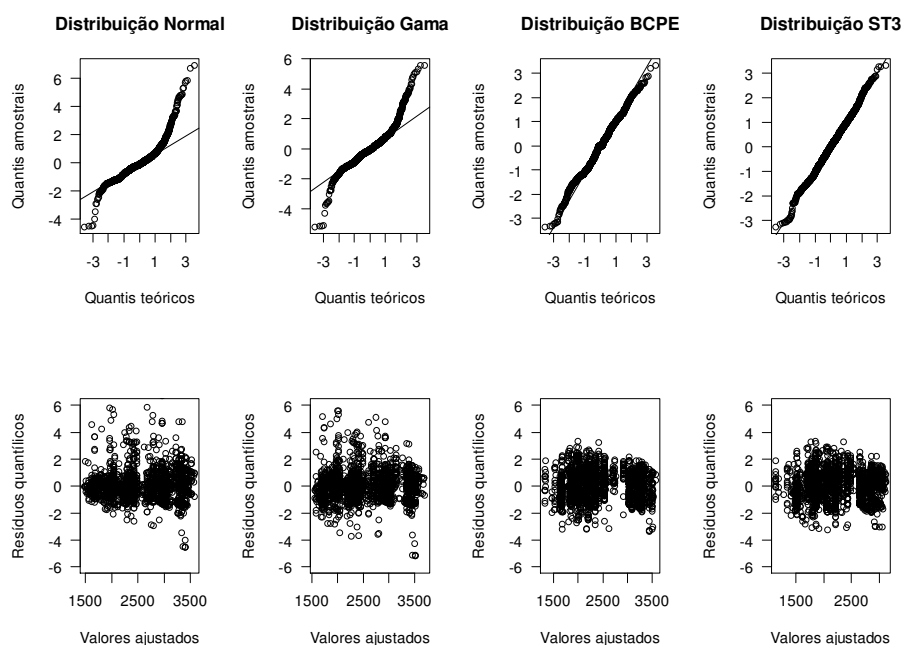 Distribuição Normal
Distribuição Gama
Distribuição BCPE
Distribuição ST3
Quantis amostrais
6
4
2
0
-2
-4
-3 -1 1 3
Quantis teóricos
Quantis amostrais
6
4
2
0
-2
-4
-3 -1 1 3
Quantis teóricos
Quantis amostrais
3
2
1
0
-1
-2
-3
-3 -1 1 3
Quantis teóricos
Quantis amostrais
3
2
1
0
-1
-2
-3
-3 -1 1 3
Quantis teóricos
Resíduos quantílicos
6
4
2
0
-2
-4
-6
1500 2500 3500
Valores ajustados
Resíduos quantílicos
6
4
2
0
-2
-4
-6
1500 2500 3500
Valores ajustados
Resíduos quantílicos
6
4
2
0
-2
-4
-6
1500 2500 3500
Valores ajustados
Resíduos quantílicos
6
4
2
0
-2
-4
-6
1500 2500
Valores ajustados